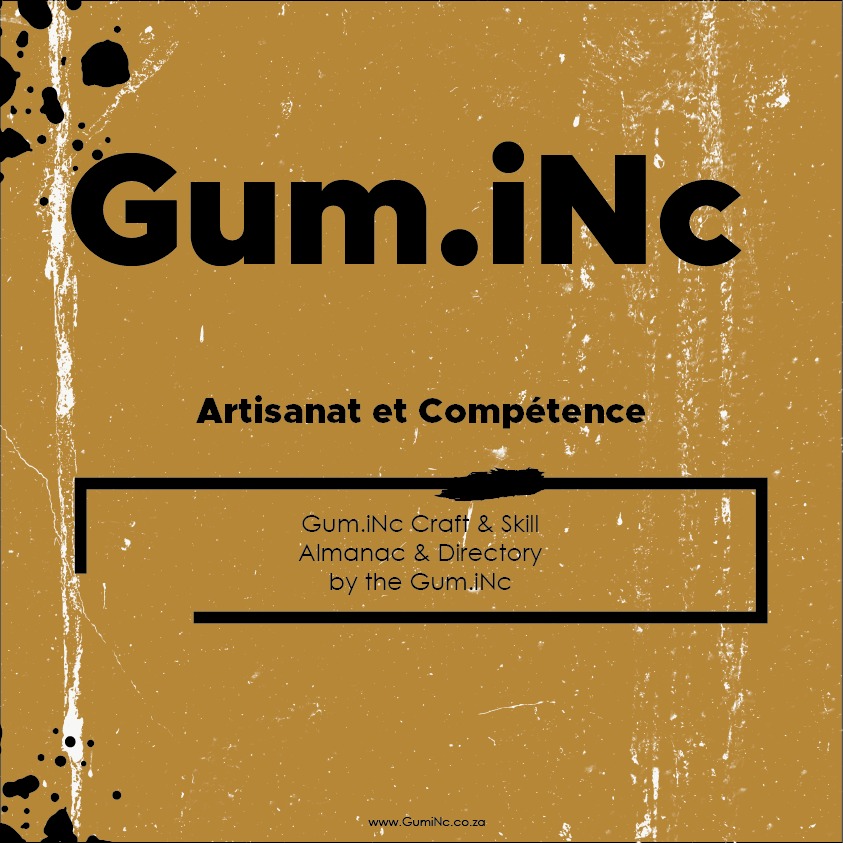 Gum.iNc
Artisanat et Compétence
Gum.iNc Craft & Skill
Almanac & Directory
by the Gum.iNc
www.GumiNc.co.za